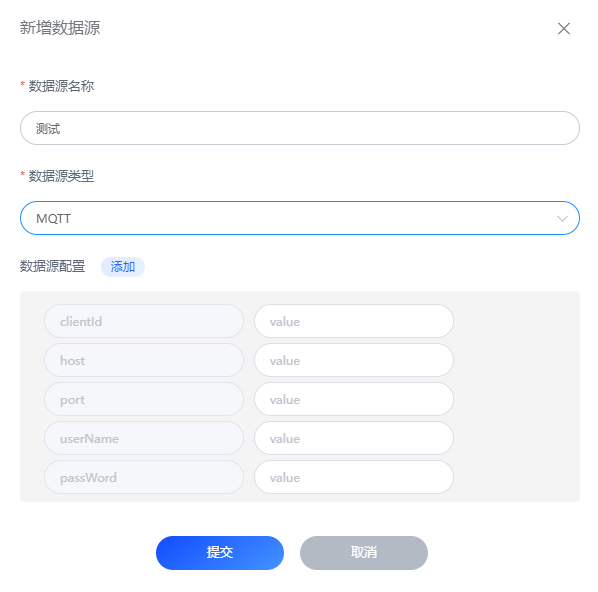 新增数据源
* 数据源名称
测试
* 数据源类型
MQTT
数据源配置 添加
clientId value
host value
port value
userName value
passWord value
提交 取消